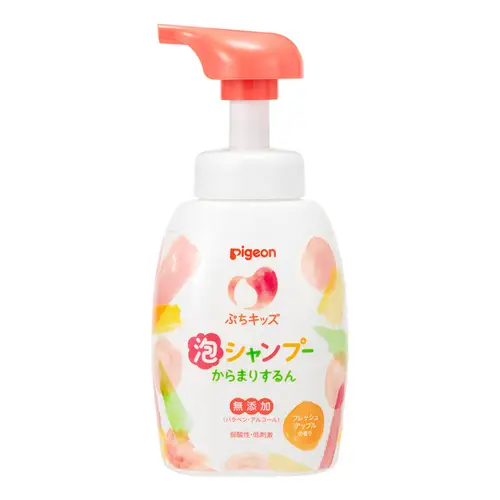 Pigeon
ぷちキッズ
泡シャンプー
からまりするん
無添加
(パラベン・アルコール)
弱酸性・低刺激
フレッシュ
アップル
の香り